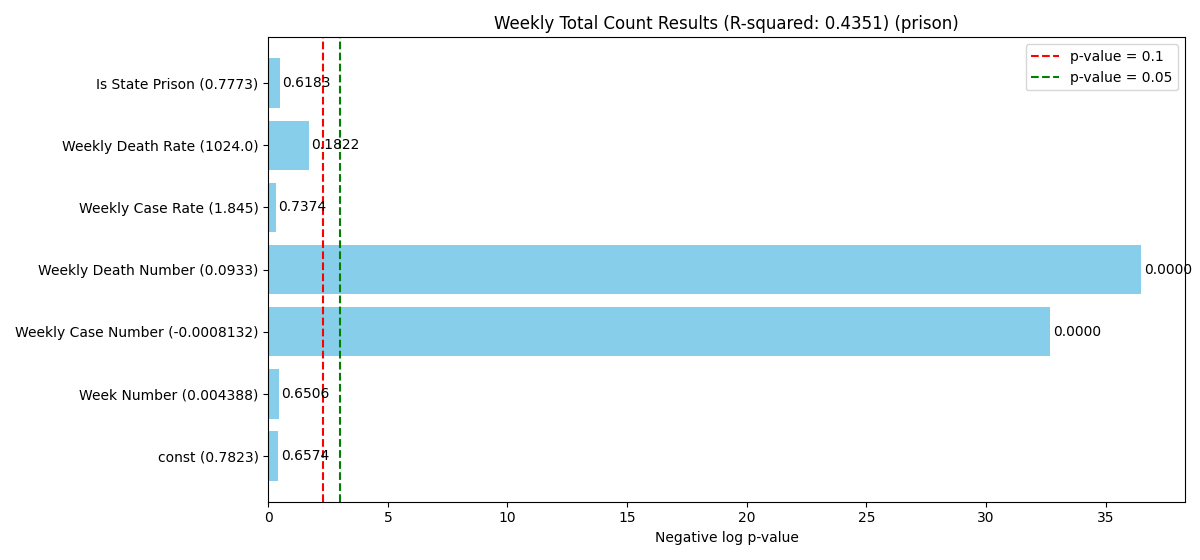 Weekly Total Count Results (R-squared: 0.4351) (prison)
p-value = 0.1
p-value = 0.05
Is State Prison (0.7773) 0.6183
Weekly Death Rate (1024.0) 0.1822
Weekly Case Rate (1.845) 0.7374
Weekly Death Number (0.0933) 0.0000
Weekly Case Number (-0.0008132) 0.0000
Week Number (0.004388) 0.6506
const (0.7823) 0.6574
0 5 10 15 20 25 30 35
Negative log p-value